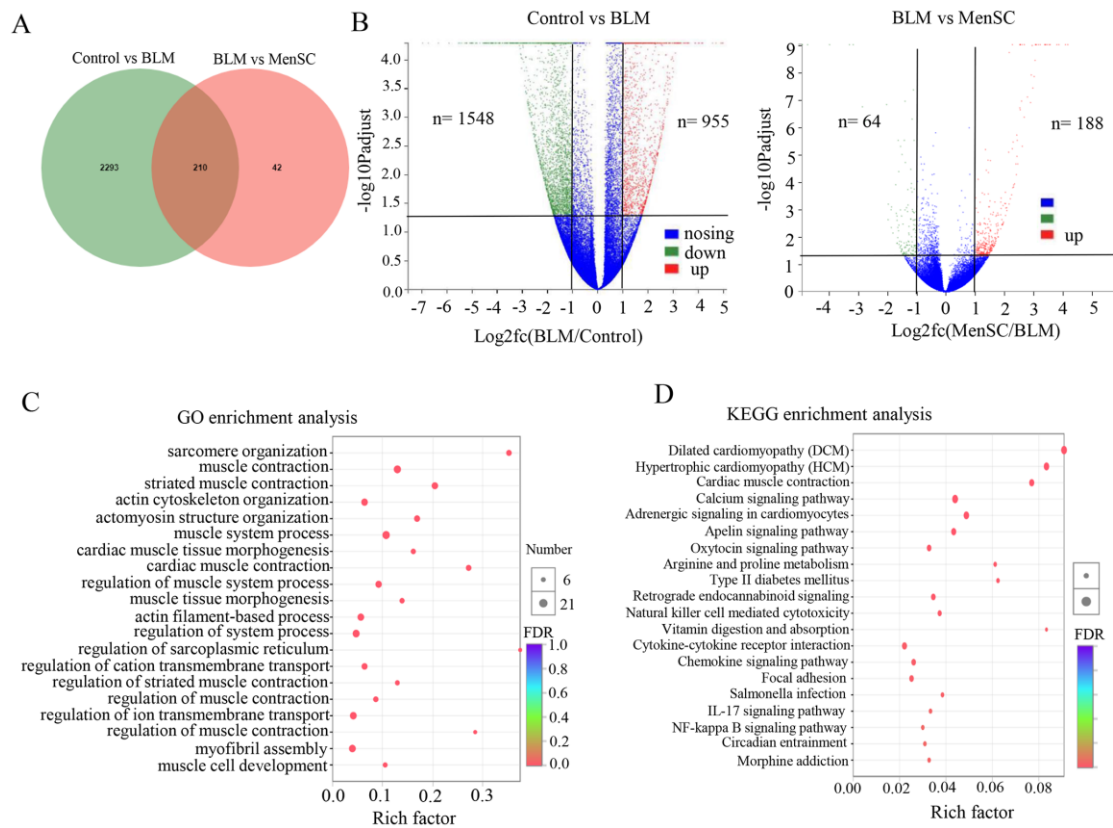 A
Control vs BLM
BLM vs MenSC
2293
210
42
B
Control vs BLM
-log10Padjust
4.0
3.5
3.0
2.5
2.0
1.5
1.0
0.5
0.0
n= 1548
n= 955
nosing
down
up
-7 -6 -5 -4 -3 -2 -1 0 1 2 3 4 5
Log2fc(BLM/Control)
BLM vs MenSC
-log10Padjust
9
8
7
6
5
4
3
2
1
0
n= 64
n= 188
up
-4 -3 -2 -1 0 1 2 3 4 5
Log2fc(MenSC/BLM)
C
GO enrichment analysis
sarcomere organization
muscle contraction
striated muscle contraction
actin cytoskeleton organization
actomyosin structure organization
muscle system process
cardiac muscle tissue morphogenesis
cardiac muscle contraction
regulation of muscle system process
muscle tissue morphogenesis
actin filament-based process
regulation of system process
regulation of sarcoplasmic reticulum
regulation of cation transmembrane transport
regulation of striated muscle contraction
regulation of muscle contraction
regulation of ion transmembrane transport
regulation of muscle contraction
myofibril assembly
muscle cell development
0.0 0.1 0.2 0.3
Rich factor
Number
6
21
FDR
1.0
0.8
0.6
0.4
0.2
0.0
D
KEGG enrichment analysis
Dilated cardiomyopathy (DCM)
Hypertrophic cardiomyopathy (HCM)
Cardiac muscle contraction
Calcium signaling pathway
Adrenergic signaling in cardiomyocytes
Apelin signaling pathway
Oxytocin signaling pathway
Arginine and proline metabolism
Type II diabetes mellitus
Retrograde endocannabinoid signaling
Natural killer cell mediated cytotoxicity
Vitamin digestion and absorption
Cytokine-cytokine receptor interaction
Chemokine signaling pathway
Focal adhesion
Salmonella infection
IL-17 signaling pathway
NF-kappa B signaling pathway
Circadian entrainment
Morphine addiction
0.00 0.02 0.04 0.06 0.08
Rich factor
FDR